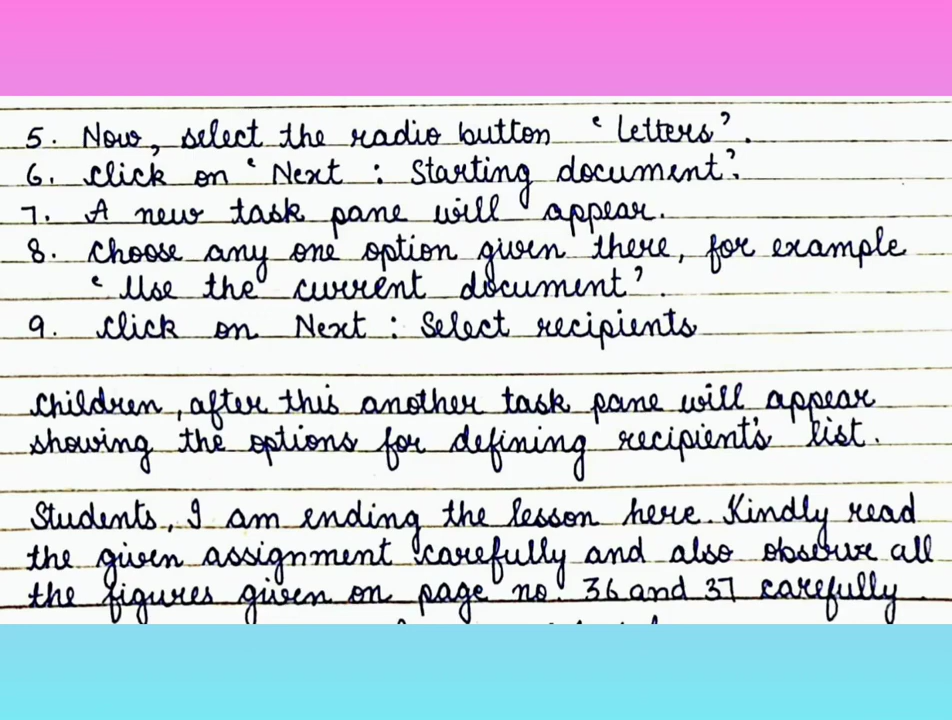 5. Now, select the radio button ‘Letters’.
6. Click on ‘Next : Starting document’.
7. A new task pane will appear.
8. Choose any one option given there, for example
‘Use the current document’.
9. Click on Next : Select recipients
Children, after this another task pane will appear
showing the options for defining recipient's list.
Students, I am ending the lesson here. Kindly read
the given assignment carefully and also observe all
the figures given on page no. 36 and 37 carefully.